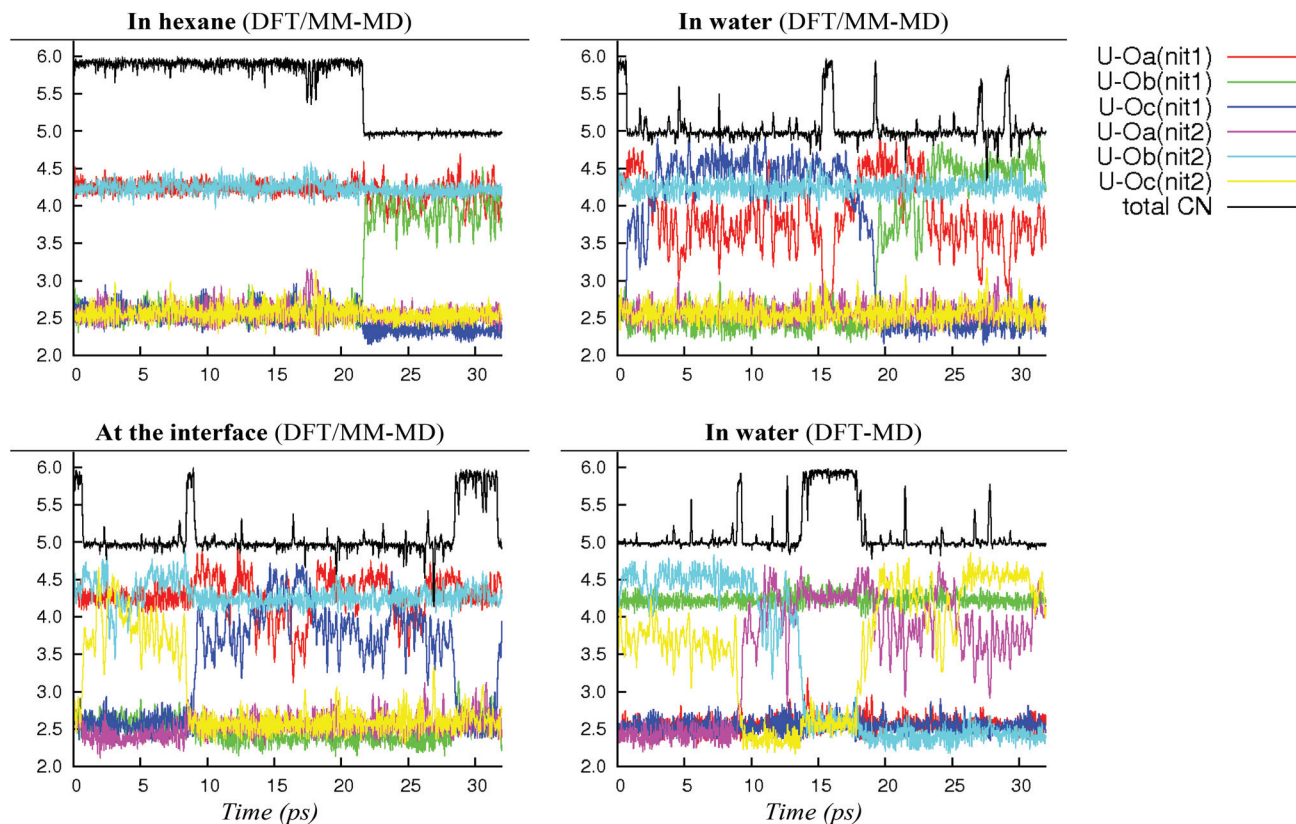 In hexane (DFT/MM-MD)
6.0
5.5
5.0
4.5
4.0
3.5
3.0
2.5
2.0
0 5 10 15 20 25 30
In water (DFT/MM-MD)
6.0
5.5
5.0
4.5
4.0
3.5
3.0
2.5
2.0
0 5 10 15 20 25 30
U-Oa(nit1)
U-Ob(nit1)
U-Oc(nit1)
U-Oa(nit2)
U-Ob(nit2)
U-Oc(nit2)
total CN
At the interface (DFT/MM-MD)
6.0
5.5
5.0
4.5
4.0
3.5
3.0
2.5
2.0
0 5 10 15 20 25 30
Time (ps)
In water (DFT-MD)
6.0
5.5
5.0
4.5
4.0
3.5
3.0
2.5
2.0
0 5 10 15 20 25 30
Time (ps)